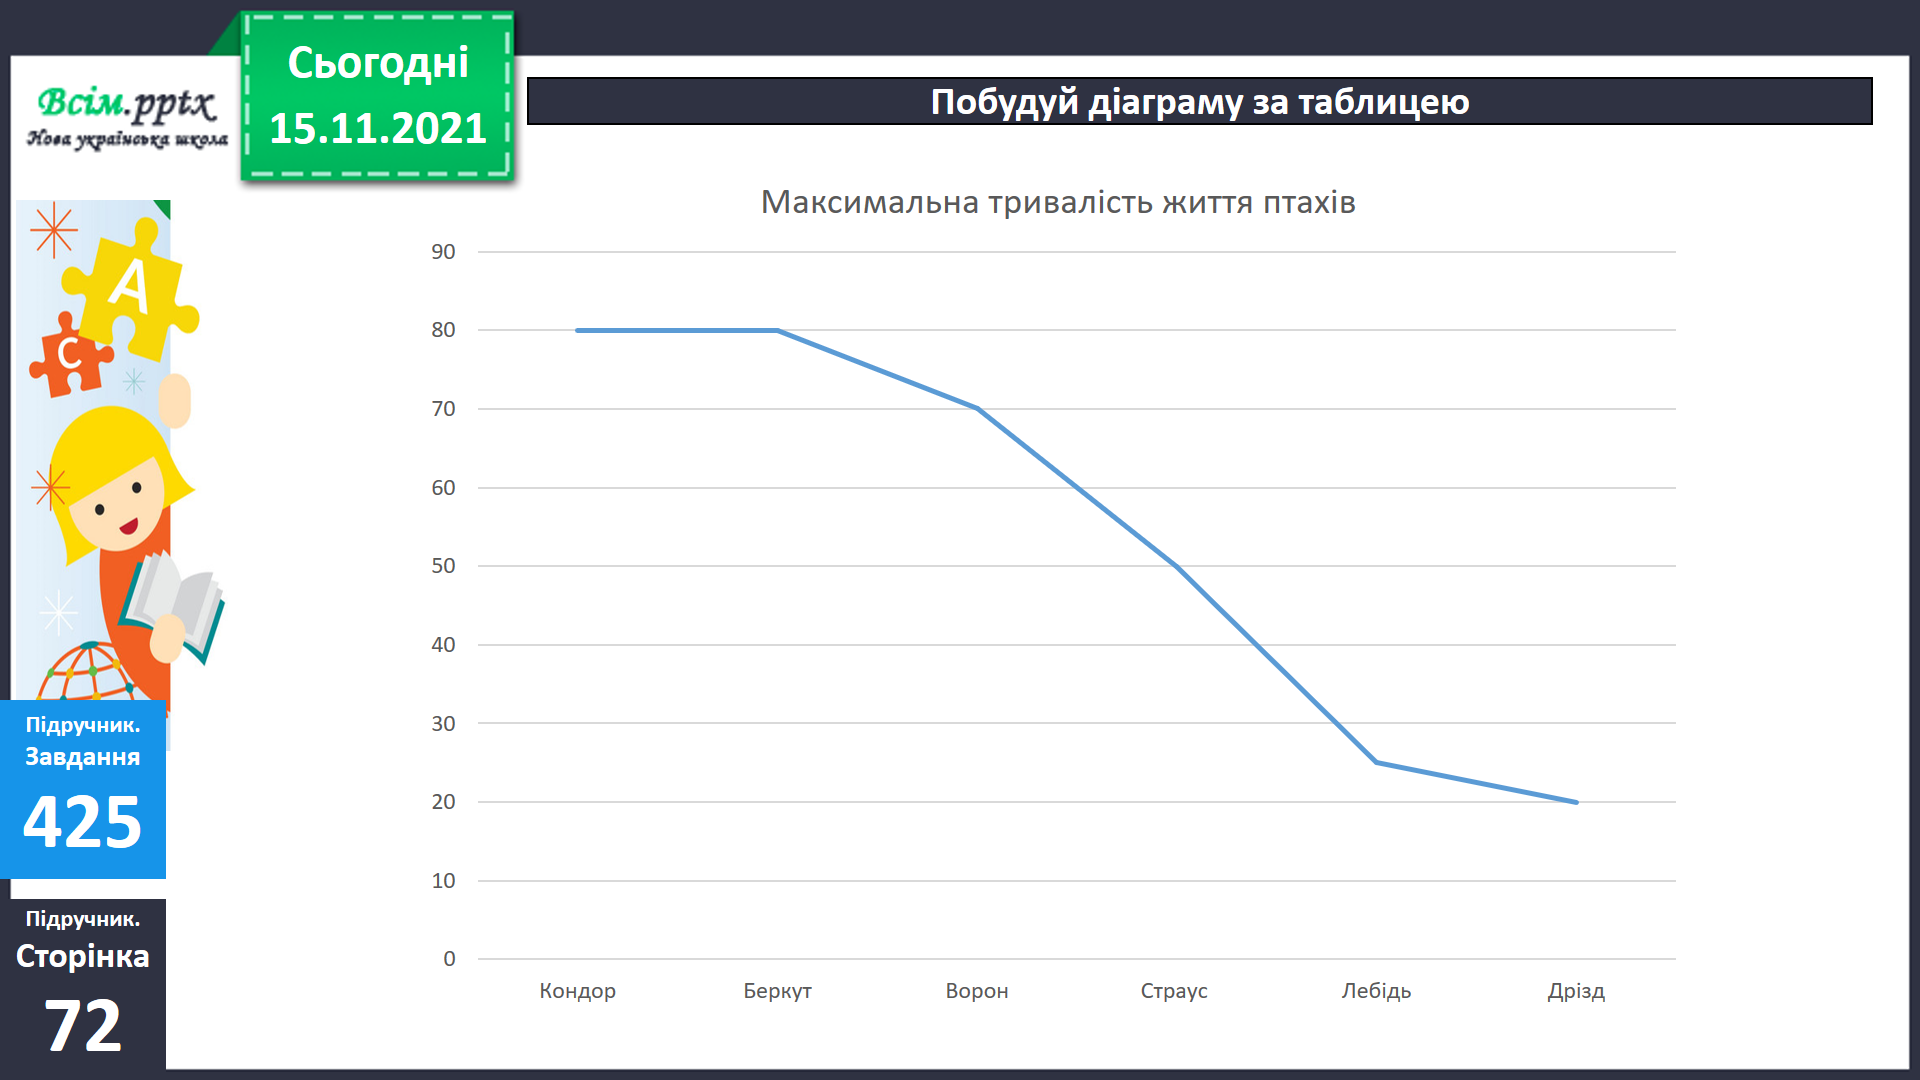 Сьогодні
15.11.2021
Всім.pptx
Нова українська школа
Побудуй діаграму за таблицею
Максимальна тривалість життя птахів
90
80
70
60
50
40
30
20
10
0
Кондор Беркут Ворон Страус Лебідь Дрізд
А
С
Підручник.
Завдання
425
Підручник.
Сторінка
72